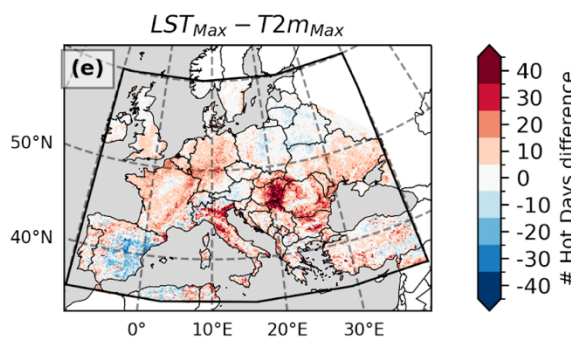 LST_Max − T2m_Max
(e)
50°N
40°N
0°
10°E
20°E
30°E
40
30
20
10
0
-10
-20
-30
-40
# Hot Days difference